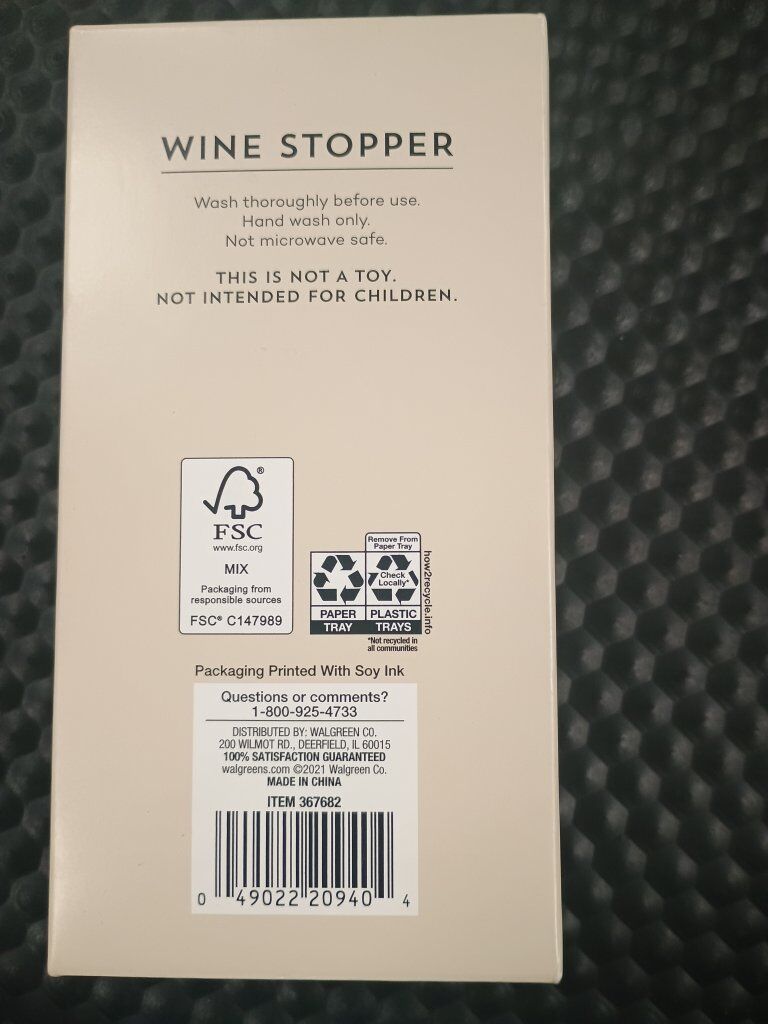 WINE STOPPER
Wash thoroughly before use.
Hand wash only.
Not microwave safe.
THIS IS NOT A TOY.
NOT INTENDED FOR CHILDREN.
®
FSC
www.fsc.org
MIX
Packaging from
responsible sources
FSC® C147989
Remove From
Paper Tray
Check
Locally*
PAPER
TRAY
PLASTIC
TRAYS
how2recycle.info
*Not recycled in
all communities
Packaging Printed With Soy Ink
Questions or comments?
1-800-925-4733
DISTRIBUTED BY: WALGREEN CO.
200 WILMOT RD., DEERFIELD, IL 60015
100% SATISFACTION GUARANTEED
walgreens.com ©2021 Walgreen Co.
MADE IN CHINA
ITEM 367682
0 49022 20940 4